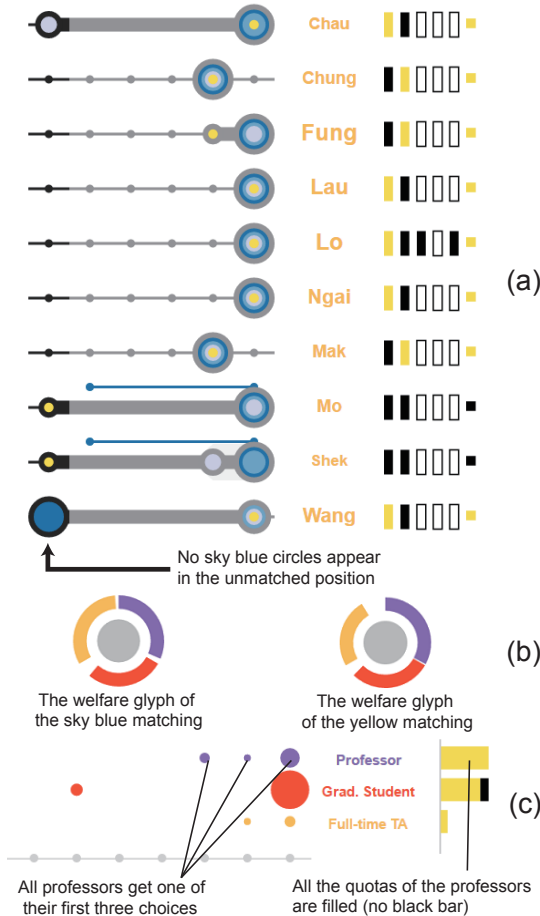 Chau
Chung
Fung
Lau
Lo
Ngai
(a)
Mak
Mo
Shek
Wang
No sky blue circles appear
in the unmatched position
(b)
The welfare glyph of
the sky blue matching
The welfare glyph
of the yellow matching
Professor
Grad. Student
(c)
Full-time TA
All professors get one of
their first three choices
All the quotas of the professors
are filled (no black bar)